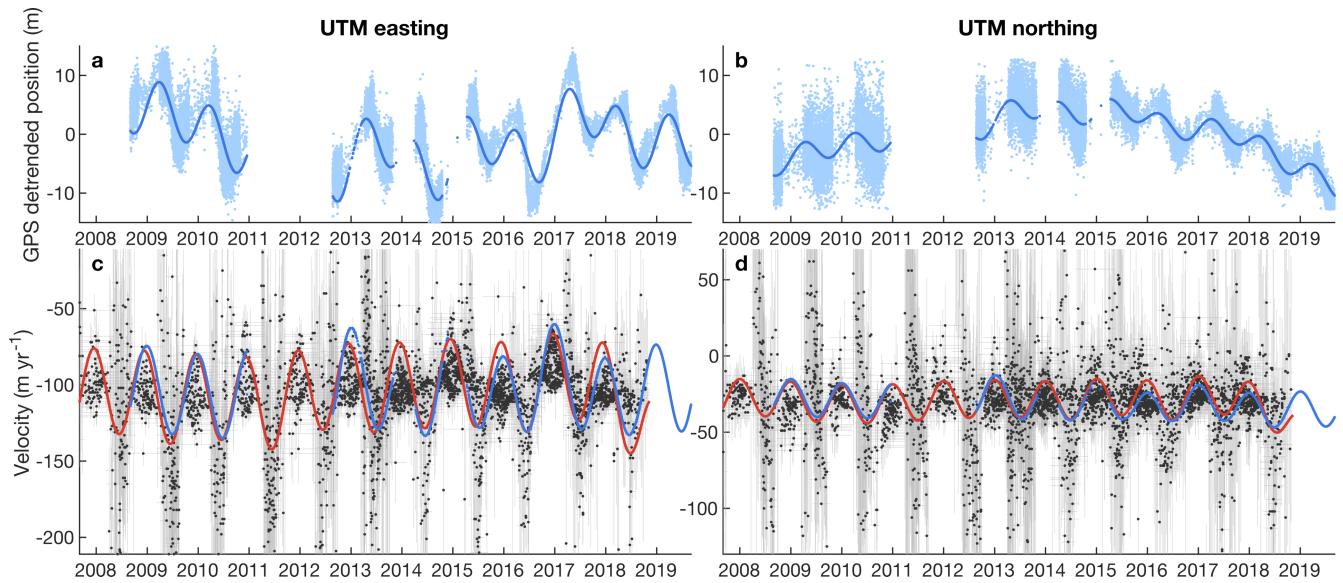 UTM easting
UTM northing
GPS detrended position (m)
a
10
0
-10
2008 2009 2010 2011 2012 2013 2014 2015 2016 2017 2018 2019
b
10
0
-10
2008 2009 2010 2011 2012 2013 2014 2015 2016 2017 2018 2019
Velocity (m yr⁻¹)
c
-50
-100
-150
-200
2008 2009 2010 2011 2012 2013 2014 2015 2016 2017 2018 2019
d
50
0
-50
-100
2008 2009 2010 2011 2012 2013 2014 2015 2016 2017 2018 2019